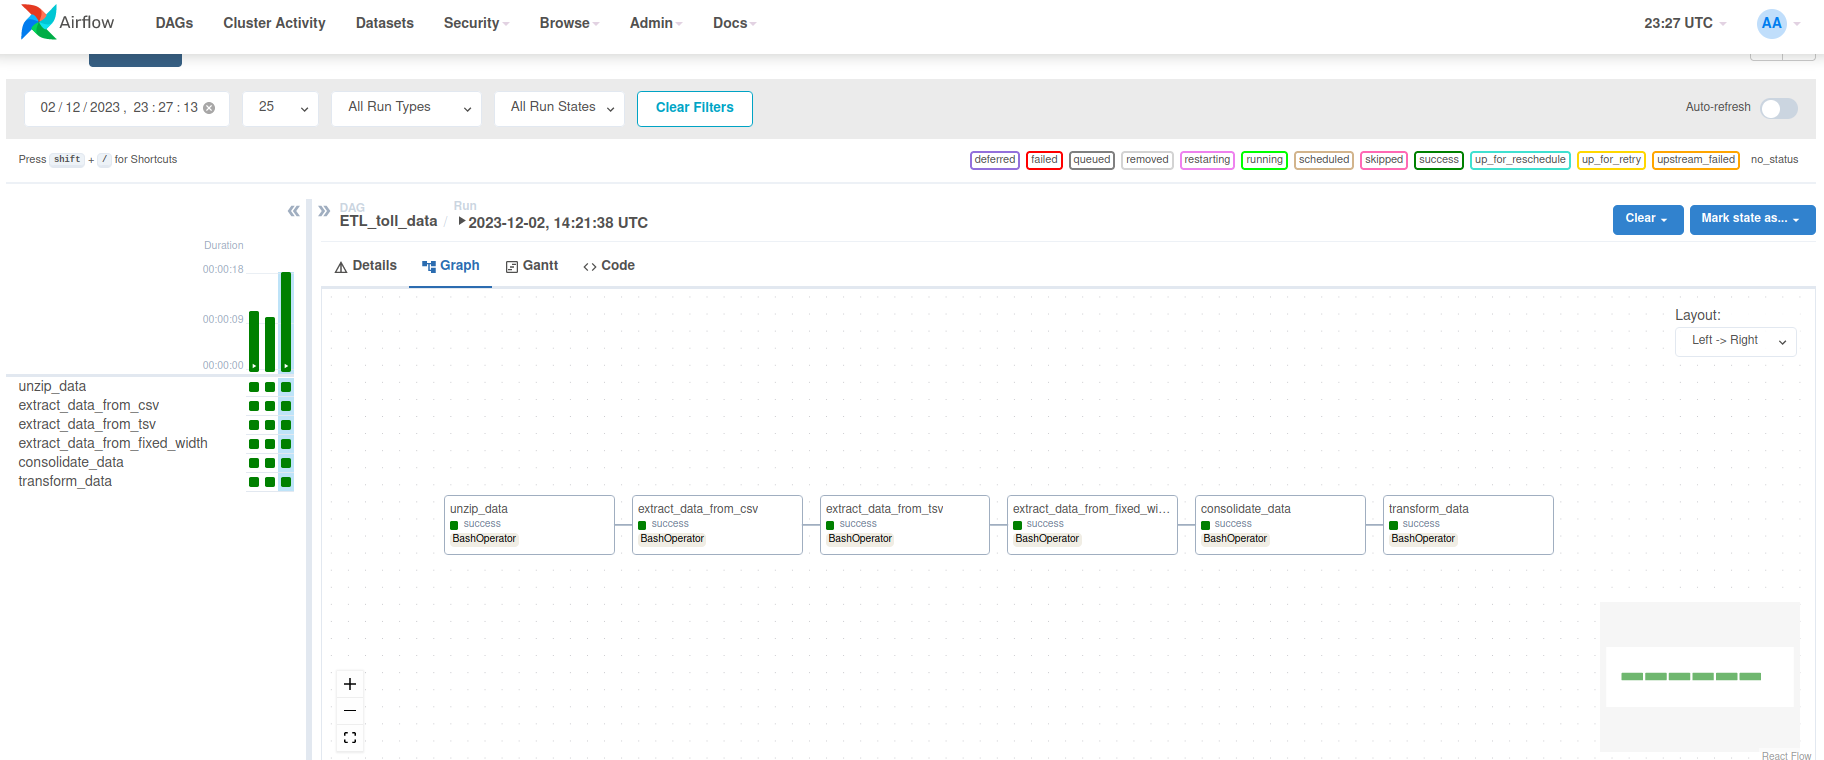 Airflow DAGs Cluster Activity Datasets Security Browse Admin Docs 23:27 UTC AA
02 / 12 / 2023 , 23 : 27 : 13 25 All Run Types All Run States Clear Filters Auto-refresh
Press shift + / for Shortcuts deferred failed queued removed restarting running scheduled skipped success up_for_reschedule up_for_retry upstream_failed no_status
DAG Run
ETL_toll_data / 2023-12-02, 14:21:38 UTC Clear Mark state as...
Details Graph Gantt Code
Duration
00:00:18
00:00:09
00:00:00
unzip_data
extract_data_from_csv
extract_data_from_tsv
extract_data_from_fixed_width
consolidate_data
transform_data
Layout:
Left -> Right
unzip_data
success
BashOperator
extract_data_from_csv
success
BashOperator
extract_data_from_tsv
success
BashOperator
extract_data_from_fixed_wi...
success
BashOperator
consolidate_data
success
BashOperator
transform_data
success
BashOperator
React Flow